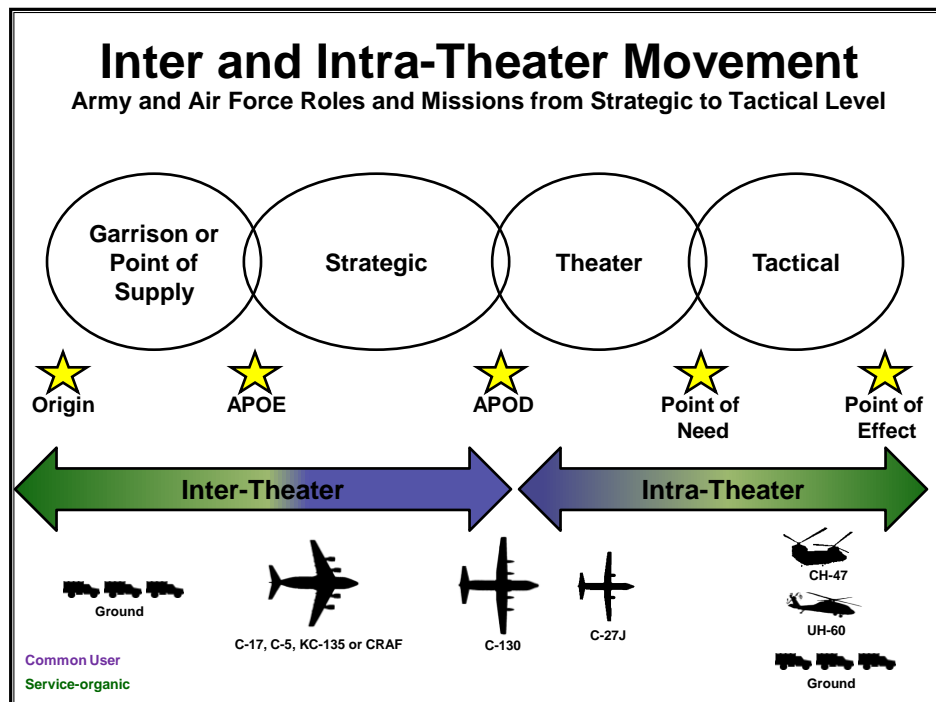 Inter and Intra-Theater Movement
Army and Air Force Roles and Missions from Strategic to Tactical Level
Garrison or
Point of
Supply
Strategic
Theater
Tactical
Origin
APOE
APOD
Point of
Need
Point of
Effect
Inter-Theater
Intra-Theater
Ground
C-17, C-5, KC-135 or CRAF
C-130
C-27J
CH-47
UH-60
Ground
Common User
Service-organic